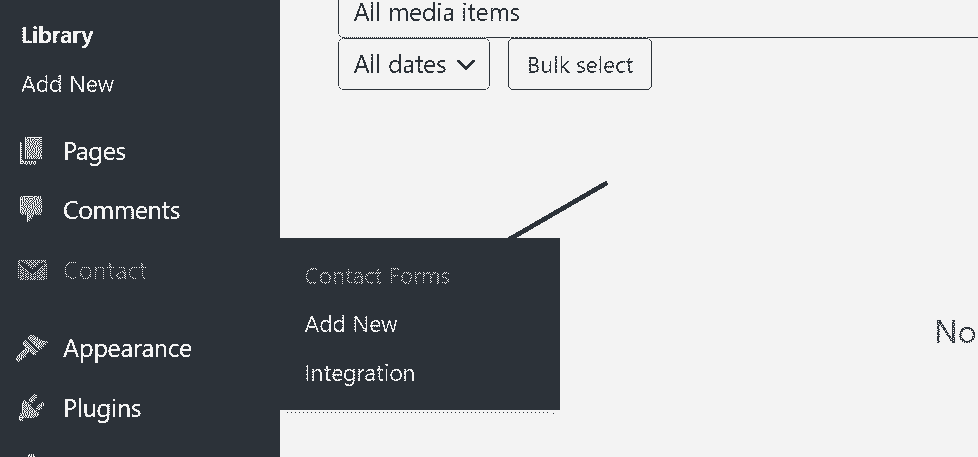 Library
Add New
Pages
Comments
Contact
Appearance
Plugins
All media items
All dates
Bulk select
Contact Forms
Add New
Integration
No